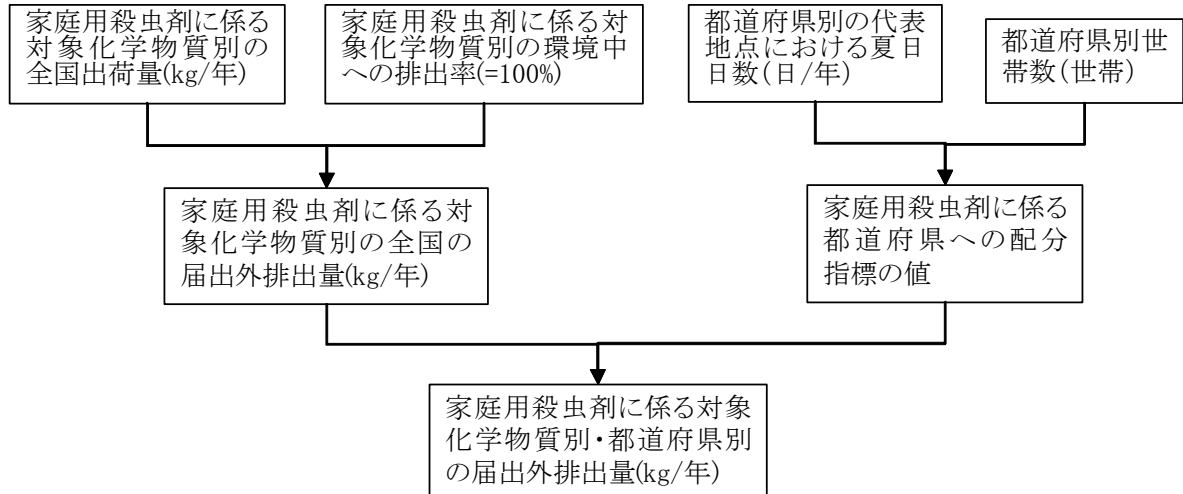 家庭用殺虫剤に係る
対象化学物質別の
全国出荷量(kg/年)
家庭用殺虫剤に係る対
象化学物質別の環境中
への排出率(=100%)
都道府県別の代表
地点における夏日
日数(日/年)
都道府県別世
帯数(世帯)
家庭用殺虫剤に係る対
象化学物質別の全国の
届出外排出量(kg/年)
家庭用殺虫剤に係る
都道府県への配分
指標の値
家庭用殺虫剤に係る対象
化学物質別・都道府県別
の届出外排出量(kg/年)